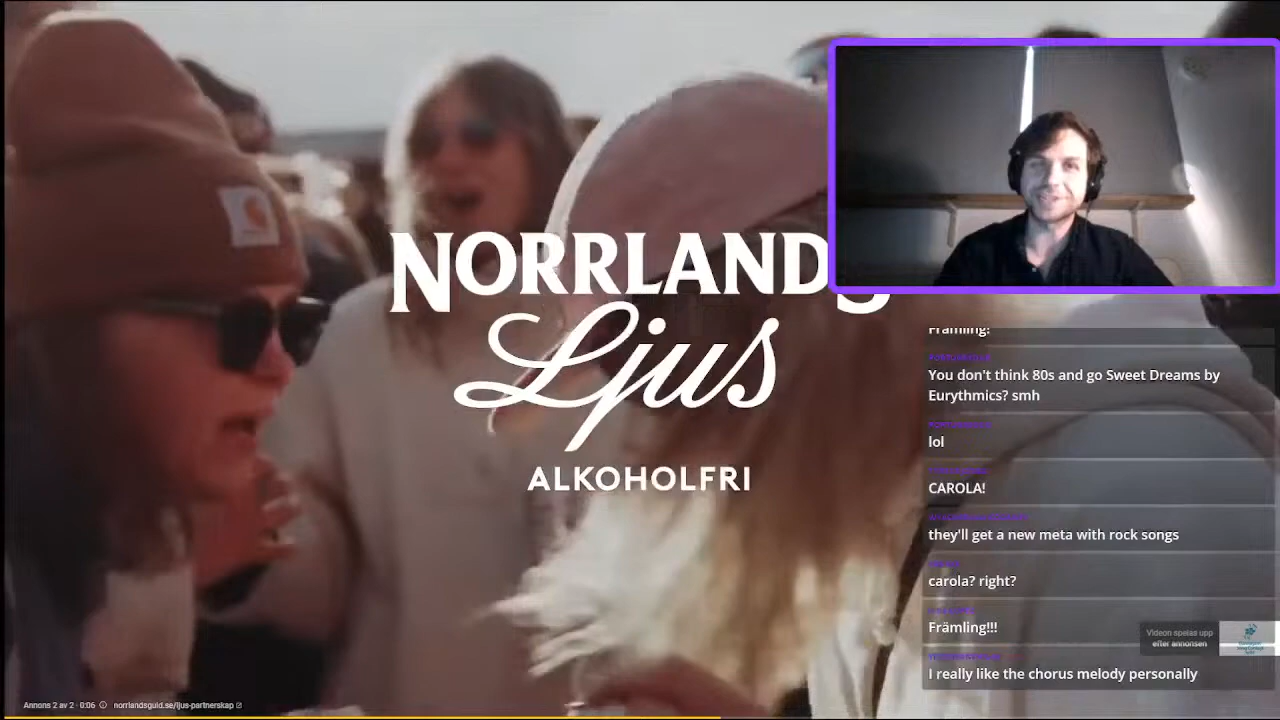 NORRLANDS
Ljus
ALKOHOLFRI
Främling!
You don't think 80s and go Sweet Dreams by
Eurythmics? smh
lol
CAROLA!
they'll get a new meta with rock songs
carola? right?
Främling!!!
I really like the chorus melody personally
Videon spelas upp
efter annonsen
Annons 2 av 2 · 0:06
norrlandsguld.se/ljus-partnerskap